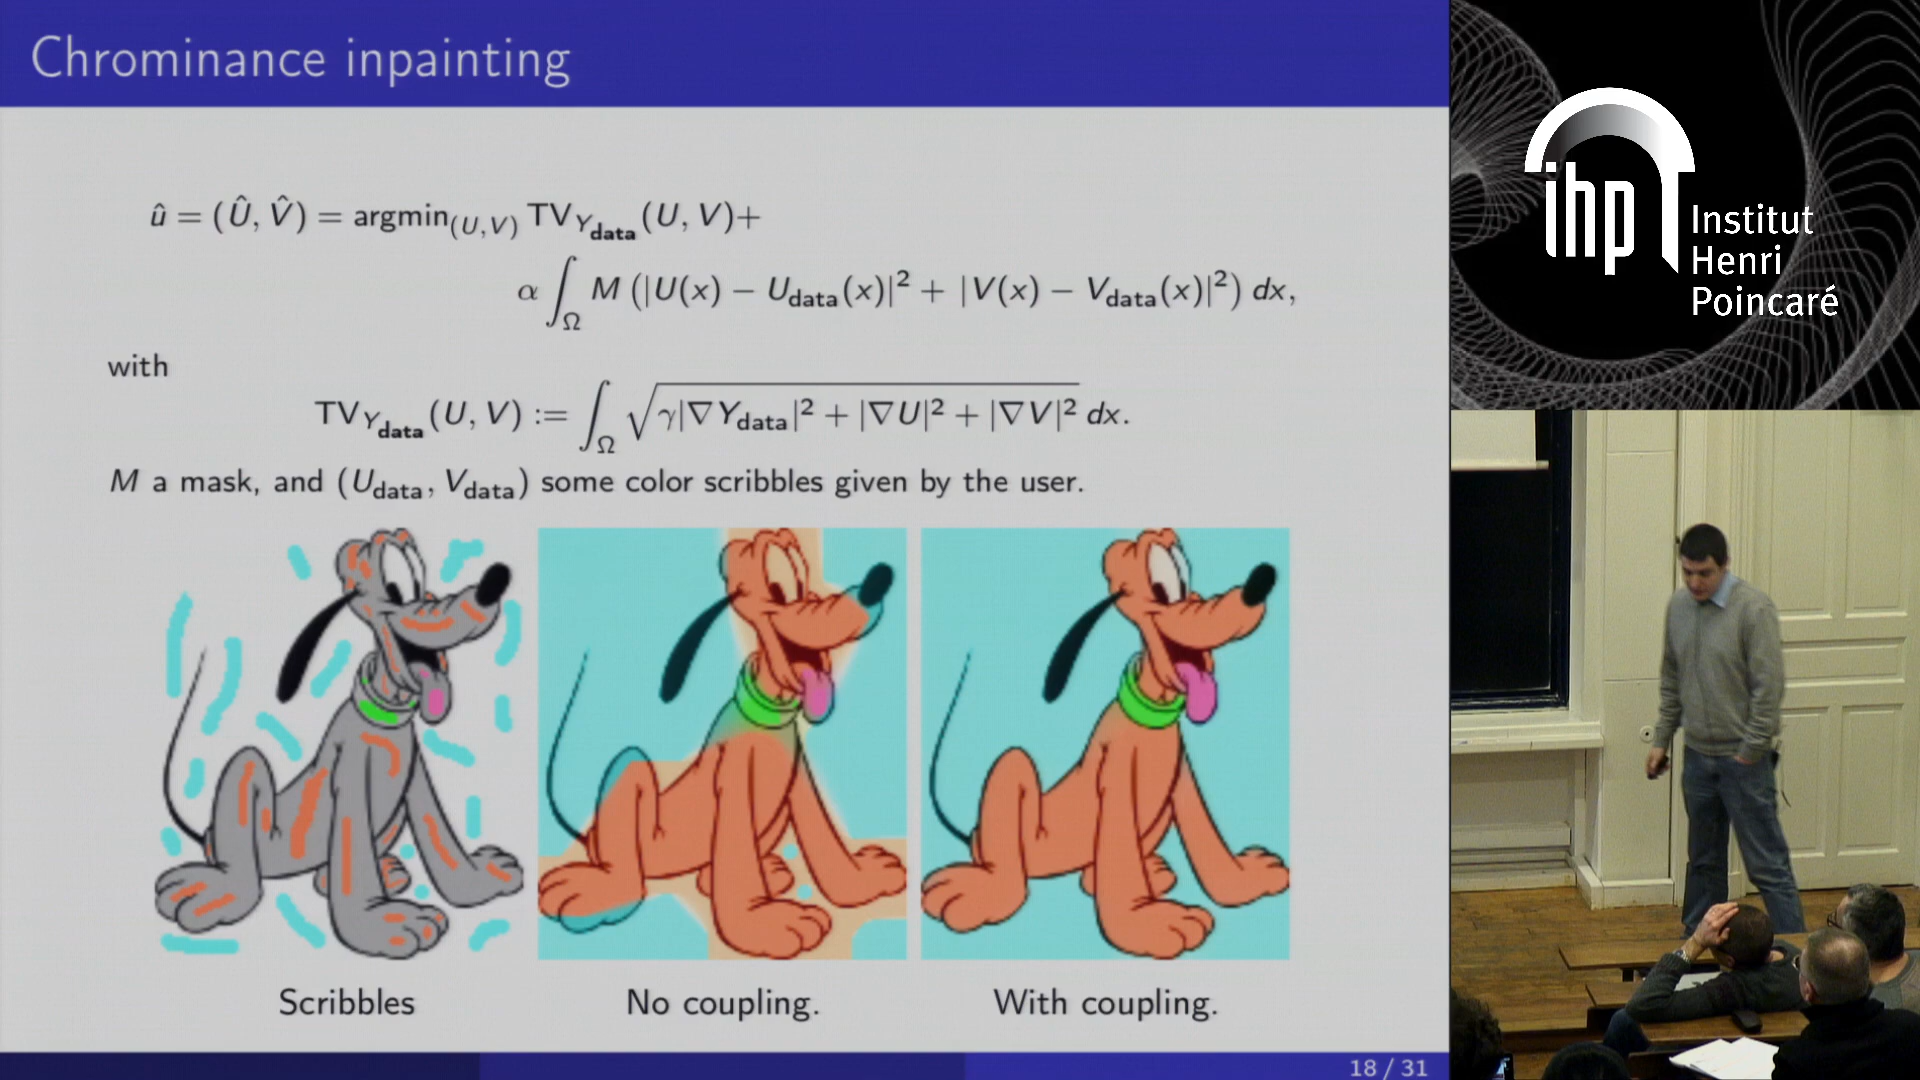 Chrominance inpainting
û = (Û, V̂) = argmin_(U,V) TV_Y_data (U, V)+
α ∫_Ω M (|U(x) − U_data(x)|² + |V(x) − V_data(x)|²) dx,
with
TV_Y_data (U, V) := ∫_Ω √(γ|∇Y_data|² + |∇U|² + |∇V|²) dx.
M a mask, and (U_data, V_data) some color scribbles given by the user.
Scribbles
No coupling.
With coupling.
18 / 31
ihp
Institut
Henri
Poincaré